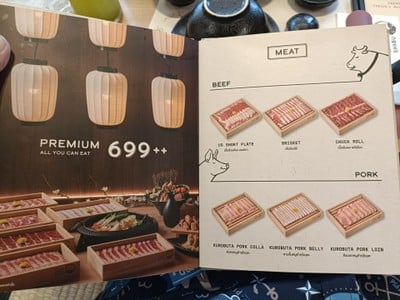 PREMIUM 699++
ALL YOU CAN EAT
MEAT
BEEF
US SHORT PLATE
BRISKET
CHUCK ROLL
PORK
KUROBUTA PORK COLLA
KUROBUTA PORK BELLY
KUROBUTA PORK LOIN